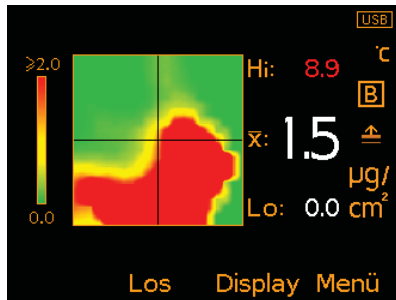 USB
⩾2.0
Hi: 8.9 °C
B
x̄: 1.5
µg/
Lo: 0.0 cm²
0.0
Los Display Menü